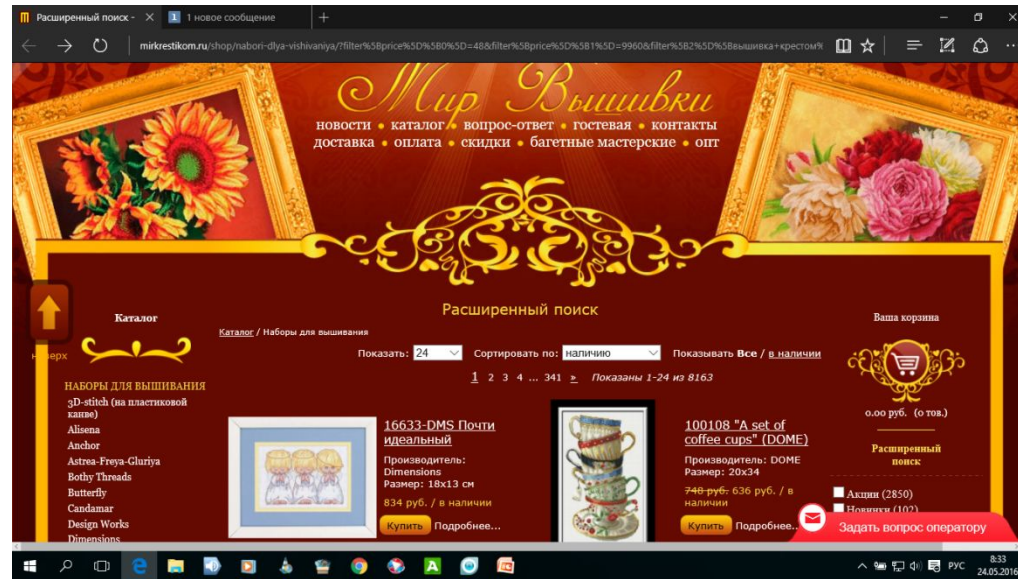 Расширенный поиск -
1 новое сообщение
mirkrestikom.ru/shop/nabori-dlya-vishivaniya/?filter%5Bprice%5D%5B0%5D=48&filter%5Bprice%5D%5B1%5D=9960&filter%5B2%5D%5Bвышивка+крестом%
Мир Вышивки
новости • каталог • вопрос-ответ • гостевая • контакты
доставка • оплата • скидки • багетные мастерские • опт
Расширенный поиск
Каталог
Каталог / Наборы для вышивания
Ваша корзина
наверх
Показать: 24 Сортировать по: наличию Показывать Все / в наличии
1 2 3 4 ... 341 » Показаны 1-24 из 8163
НАБОРЫ ДЛЯ ВЫШИВАНИЯ
3D-stitch (на пластиковой
канве)
Alisena
Anchor
Astrea-Freya-Gluriya
Bothy Threads
Butterfly
Candamar
Design Works
Dimensions
16633-DMS Почти
идеальный
Производитель:
Dimensions
Размер: 18x13 см
834 руб. / в наличии
Купить Подробнее...
100108 "A set of
coffee cups" (DOME)
Производитель: DOME
Размер: 20x34
748 руб. 636 руб. / в
наличии
Купить Подробнее...
0.00 руб. (0 тов.)
Расширенный
поиск
Акции (2850)
Новинки (102)
Задать вопрос оператору
РУС
8:33
24.05.2016